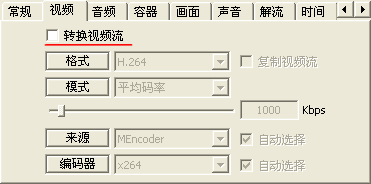 常规 视频 音频 容器 画面 声音 解流 时间
转换视频流
格式 H.264 复制视频流
模式 平均码率
1000 Kbps
来源 MEncoder 自动选择
编码器 x264 自动选择